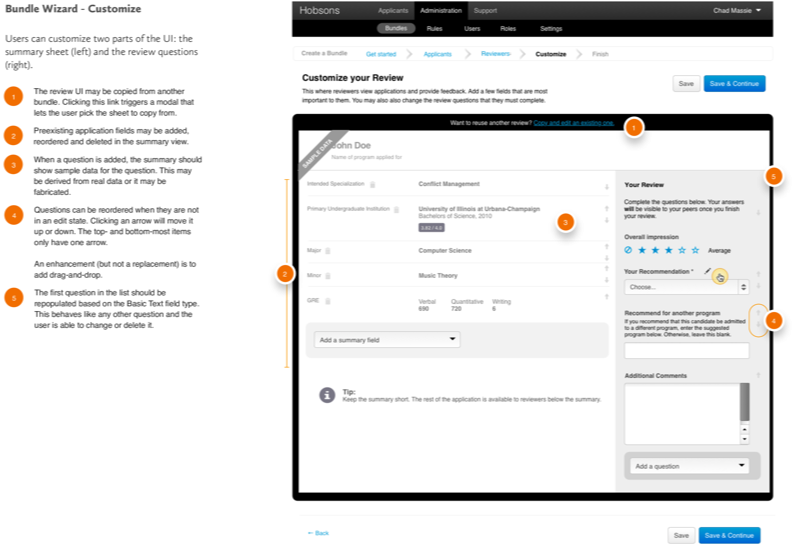 Bundle Wizard - Customize
Users can customize two parts of the UI: the
summary sheet (left) and the review questions
(right).
1
The review UI may be copied from another
bundle. Clicking this link triggers a modal that
lets the user pick the sheet to copy from.
2
Preexisting application fields may be added,
reordered and deleted in the summary view.
3
When a question is added, the summary should
show sample data for the question. This may
be derived from real data or it may be
fabricated.
4
Questions can be reordered when they are not
in an edit state. Clicking an arrow will move it
up or down. The top- and bottom-most items
only have one arrow.
An enhancement (but not a replacement) is to
add drag-and-drop.
5
The first question in the list should be
repopulated based on the Basic Text field type.
This behaves like any other question and the
user is able to change or delete it.
Hobsons
Applicants Administration Support
Chad Massie
Bundles Rules Users Roles Settings
Create a Bundle Get started Applicants Reviewers Customize Finish
Customize your Review
This where reviewers view applications and provide feedback. Add a few fields that are most
important to them. You may also also change the review questions that they must complete.
Save Save & Continue
Want to reuse another review? Copy and edit an existing one.
1
SAMPLE DATA
John Doe
Name of program applied for
Intended Specialization Conflict Management
Primary Undergraduate Institution University of Illinois at Urbana-Champaign
Bachelors of Science, 2010
3
Major Computer Science
2
Minor Music Theory
GRE Verbal Quantitative Writing
690 720 6
Add a summary field
Tip:
Keep the summary short. The rest of the application is available to reviewers below the summary.
5
Your Review
Complete the questions below. Your answers
will be visible to your peers once you finish
your review.
Overall impression
Average
Your Recommendation *
Choose...
Recommend for another program
If you recommend that this candidate be admitted
to a different program, enter the suggested
program below. Otherwise, leave this blank.
4
Additional Comments
Add a question
← Back
Save Save & Continue